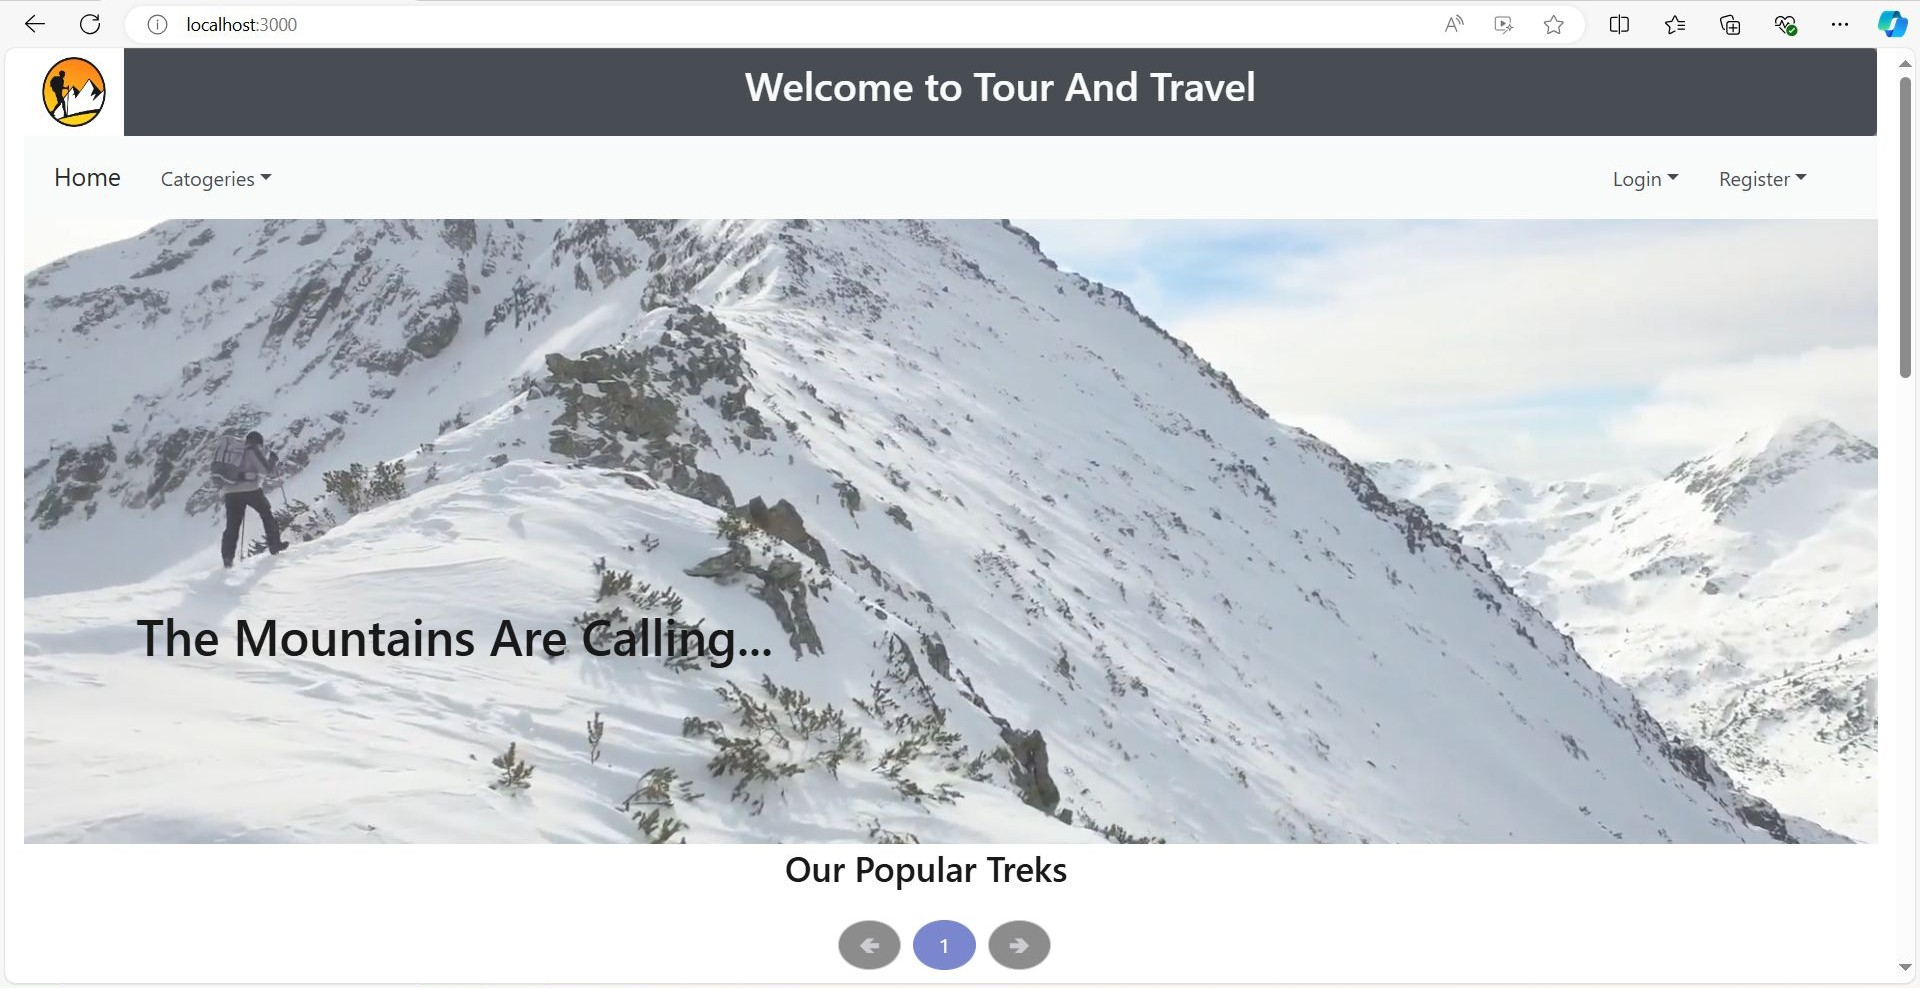 localhost:3000
Welcome to Tour And Travel
Home Catogeries Login Register
The Mountains Are Calling...
Our Popular Treks
1